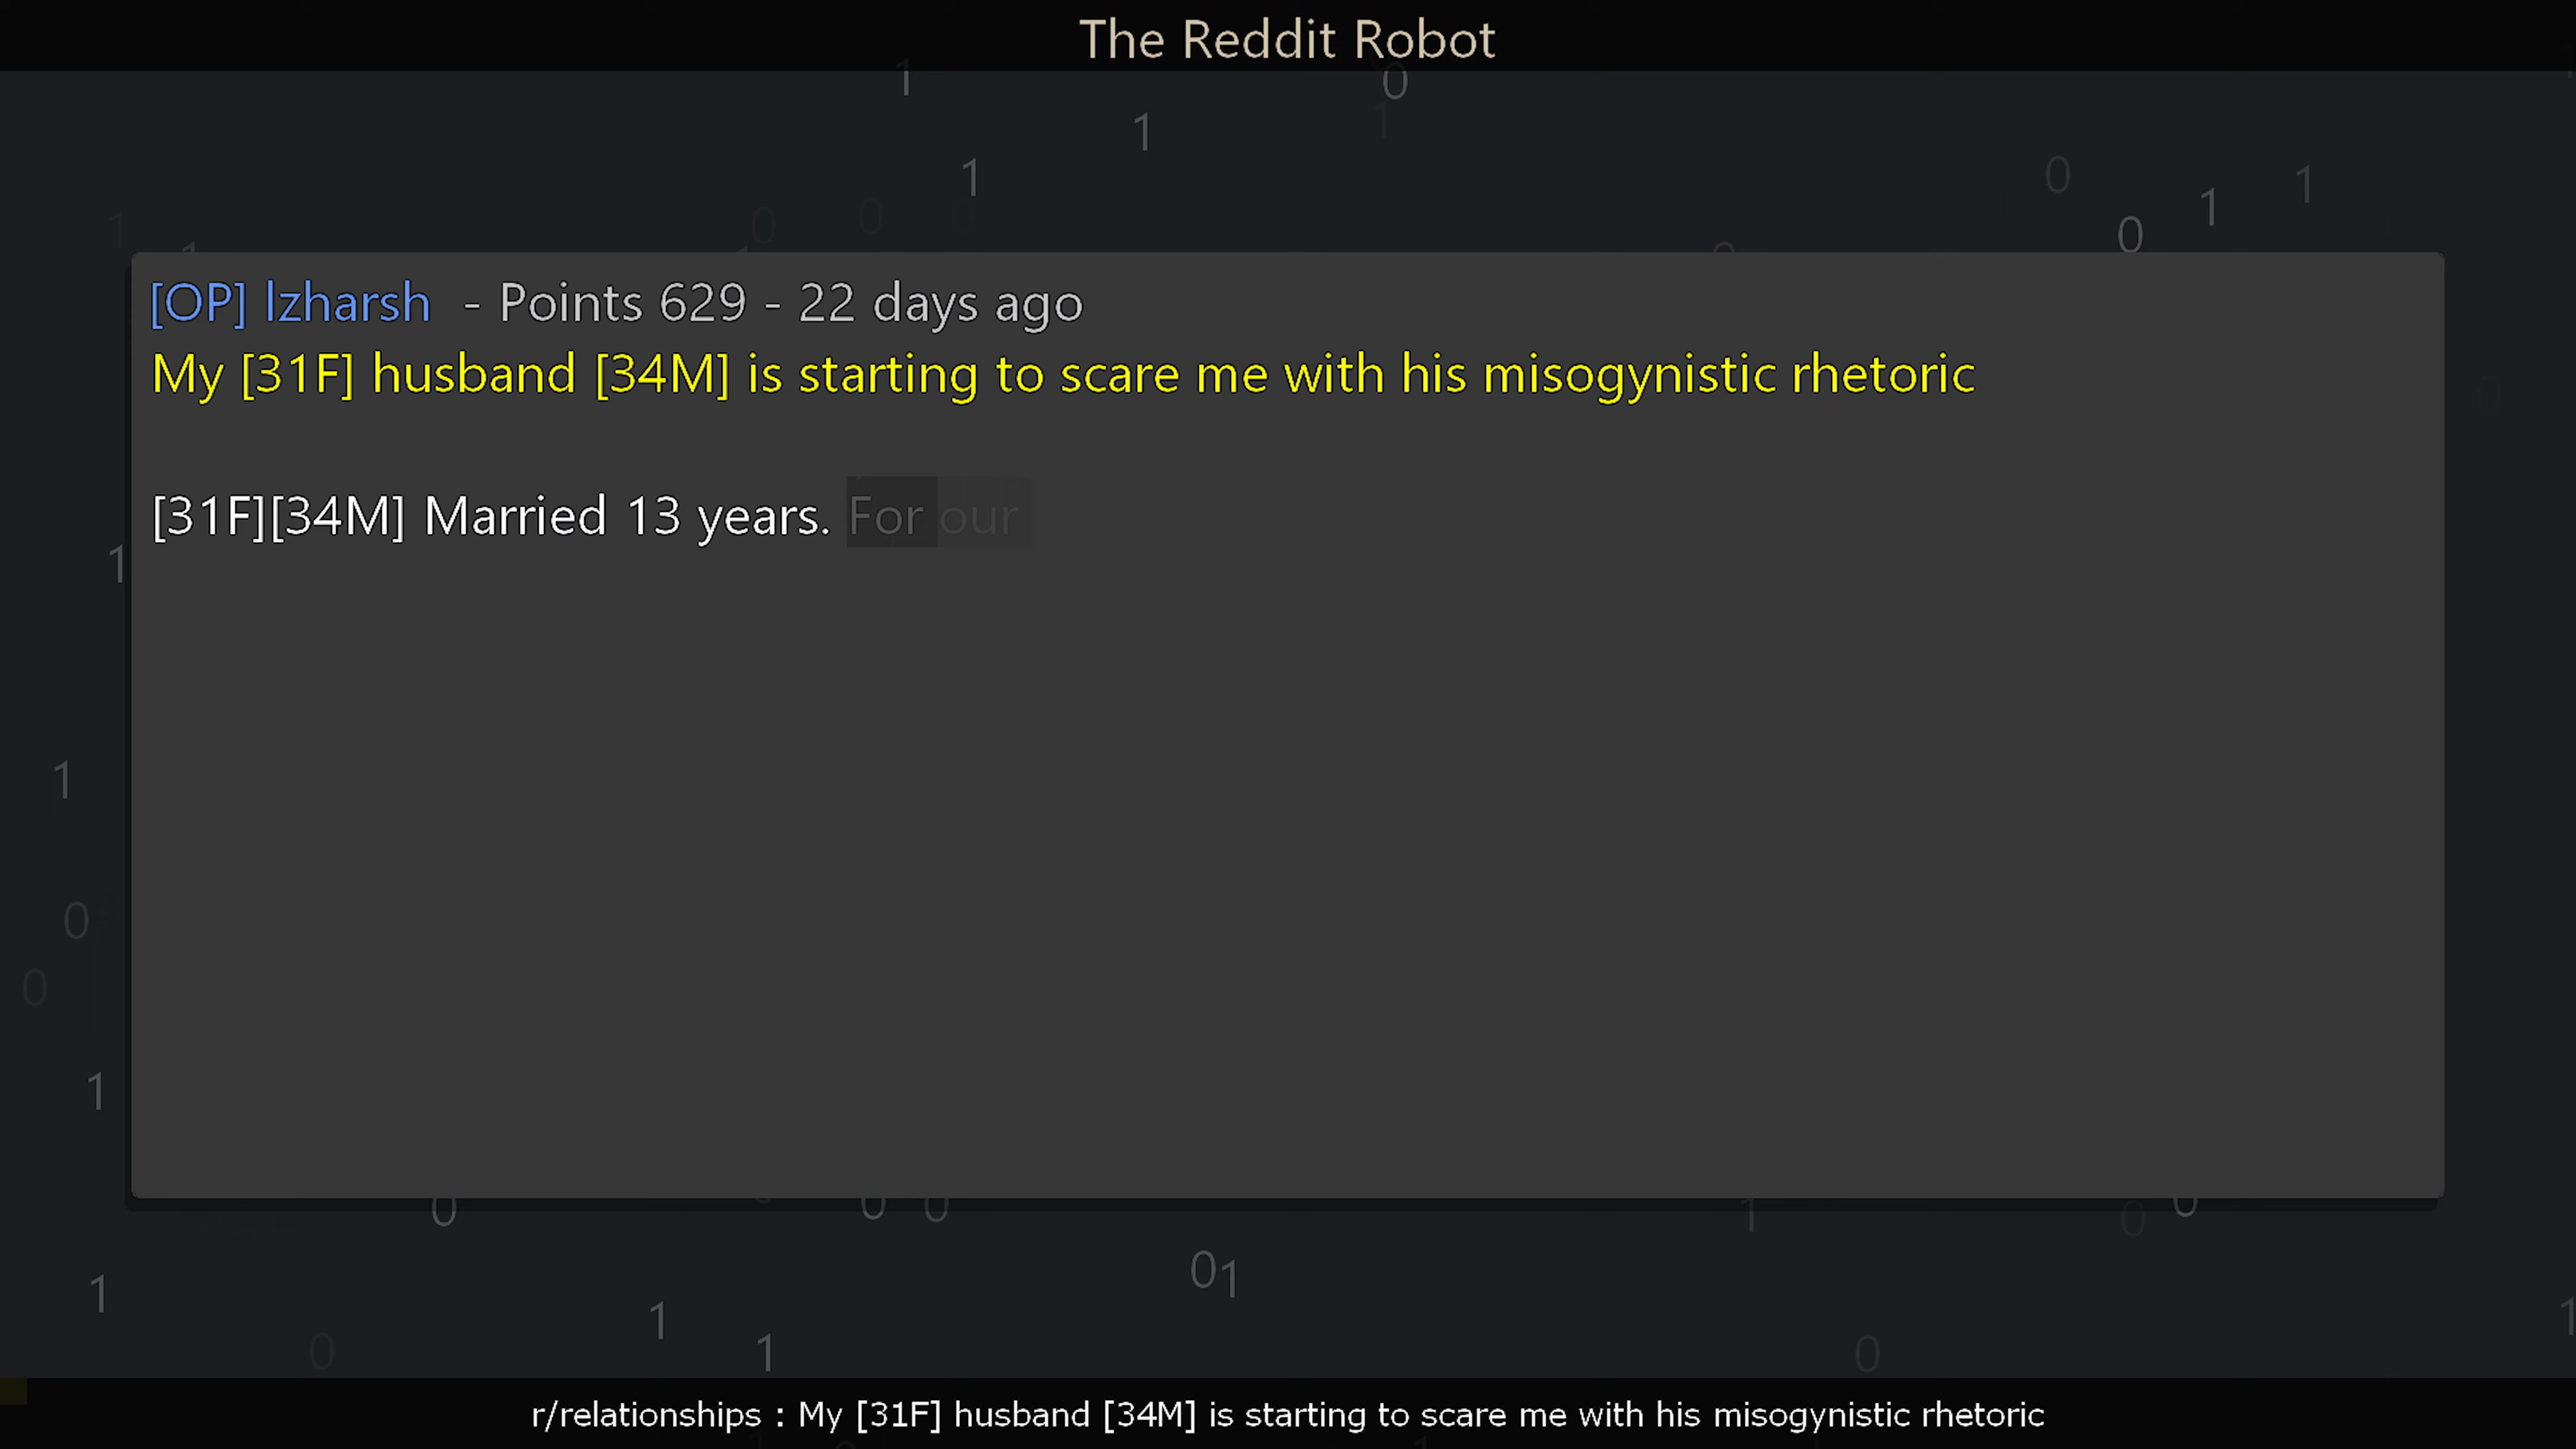 The Reddit Robot
[OP] lzharsh - Points 629 - 22 days ago
My [31F] husband [34M] is starting to scare me with his misogynistic rhetoric
[31F][34M] Married 13 years. For our
r/relationships : My [31F] husband [34M] is starting to scare me with his misogynistic rhetoric